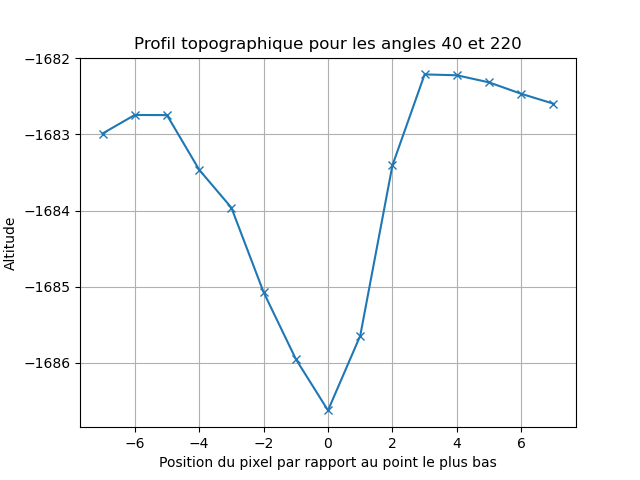 Profil topographique pour les angles 40 et 220
−1682
−1683
−1684
−1685
−1686
Altitude
−6 −4 −2 0 2 4 6
Position du pixel par rapport au point le plus bas